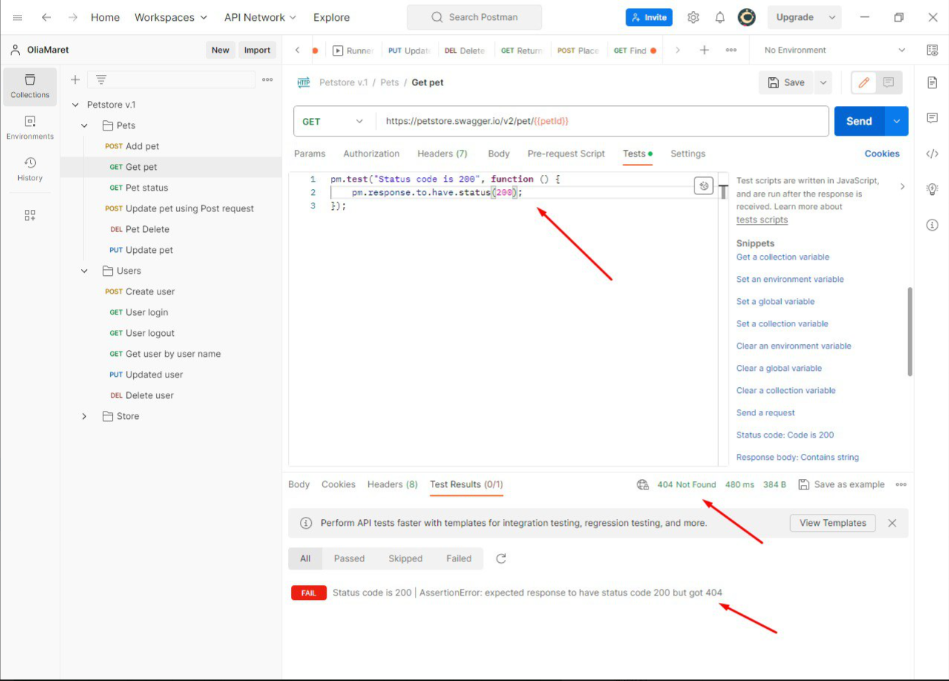 Home Workspaces API Network Explore Search Postman Invite Upgrade
OliaMaret New Import Runner PUT Updat DEL Delete GET Return POST Place GET Find No Environment
Collections
Environments
History
Petstore v.1
Pets
POST Add pet
GET Get pet
GET Pet status
POST Update pet using Post request
DEL Pet Delete
PUT Update pet
Users
POST Create user
GET User login
GET User logout
GET Get user by user name
PUT Updated user
DEL Delete user
Store
HTTP Petstore v.1 / Pets / Get pet Save
GET https://petstore.swagger.io/v2/pet/{{petId}} Send
Params Authorization Headers (7) Body Pre-request Script Tests Settings Cookies
1 pm.test("Status code is 200", function () {
2 pm.response.to.have.status(200);
3 });
Test scripts are written in JavaScript,
and are run after the response is
received. Learn more about
tests scripts
Snippets
Get a collection variable
Set an environment variable
Set a global variable
Set a collection variable
Clear an environment variable
Clear a global variable
Clear a collection variable
Send a request
Status code: Code is 200
Response body: Contains string
Body Cookies Headers (8) Test Results (0/1) 404 Not Found 480 ms 384 B Save as example
Perform API tests faster with templates for integration testing, regression testing, and more. View Templates
All Passed Skipped Failed
FAIL Status code is 200 | AssertionError: expected response to have status code 200 but got 404